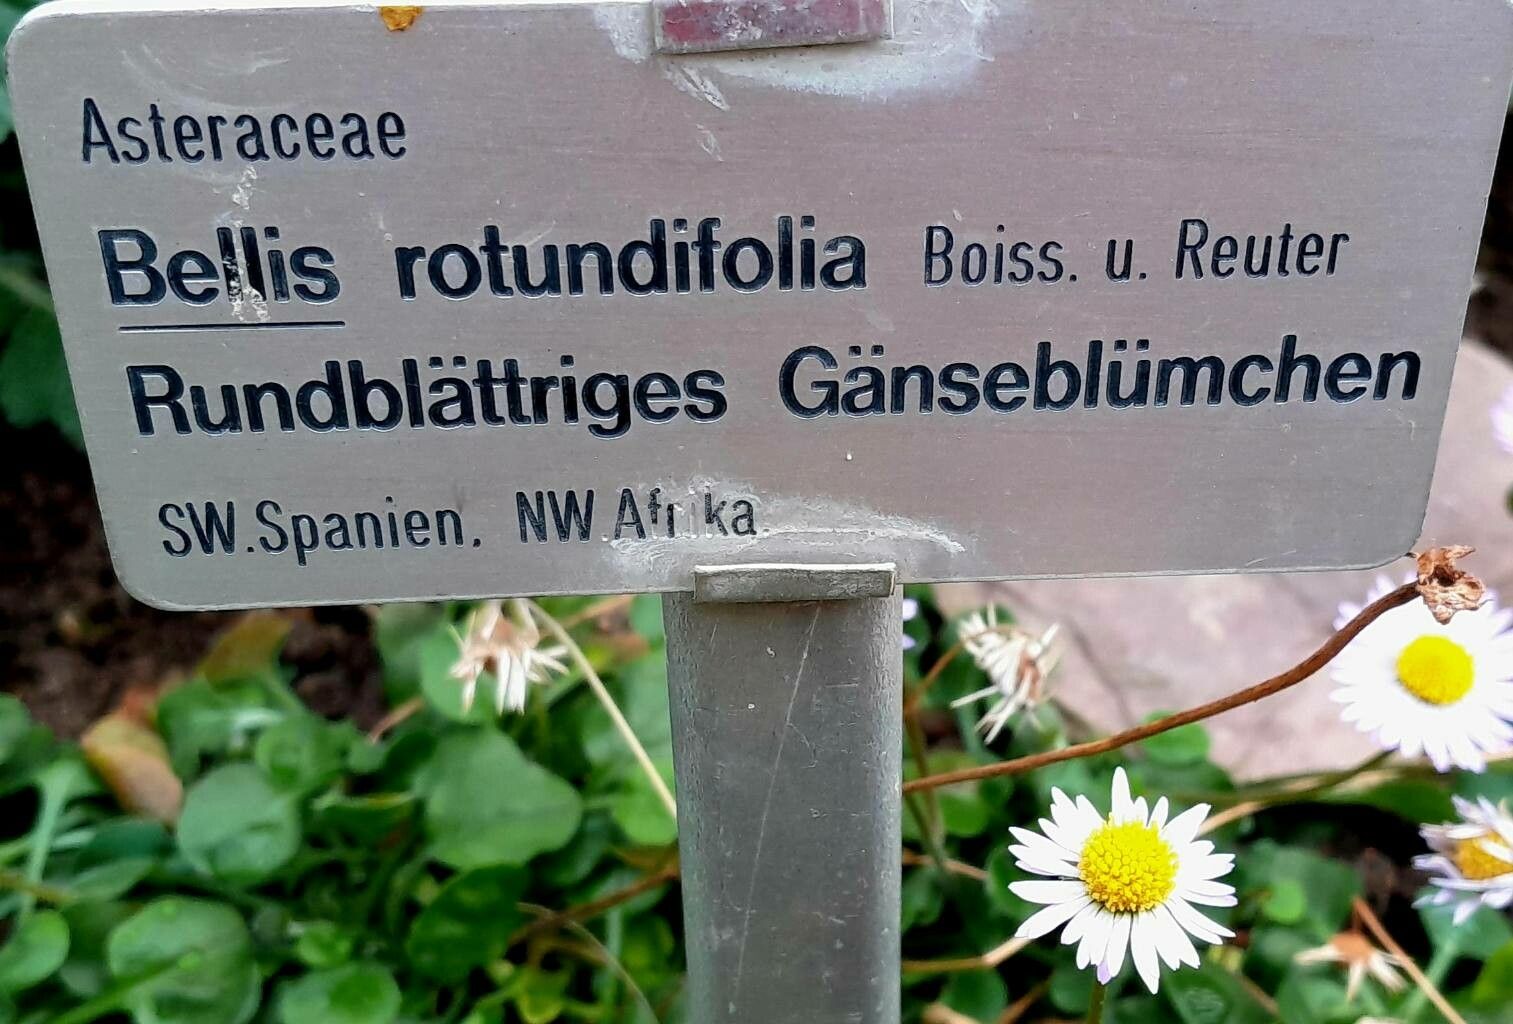 Asteraceae
Bellis rotundifolia Boiss. u. Reuter
Rundblättriges Gänseblümchen
SW.Spanien, NW.Afrika